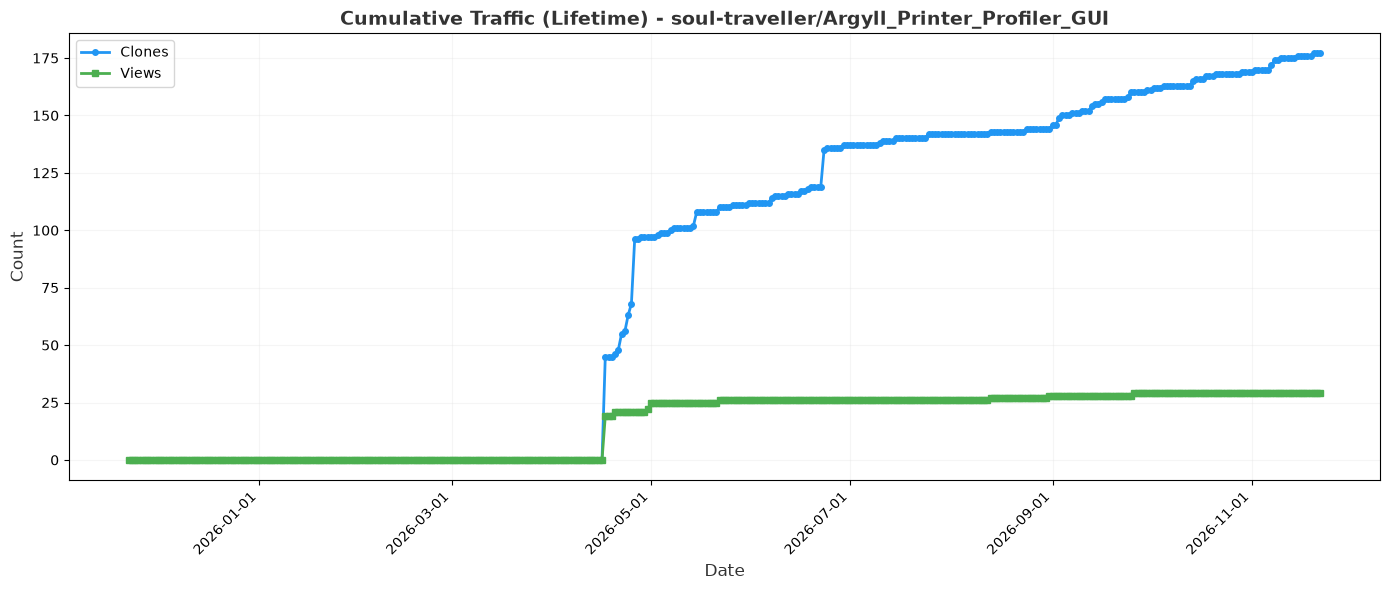 Cumulative Traffic (Lifetime) - soul-traveller/Argyll_Printer_Profiler_GUI
Clones
Views
Count
175
150
125
100
75
50
25
0
2026-01-01
2026-03-01
2026-05-01
2026-07-01
2026-09-01
2026-11-01
Date